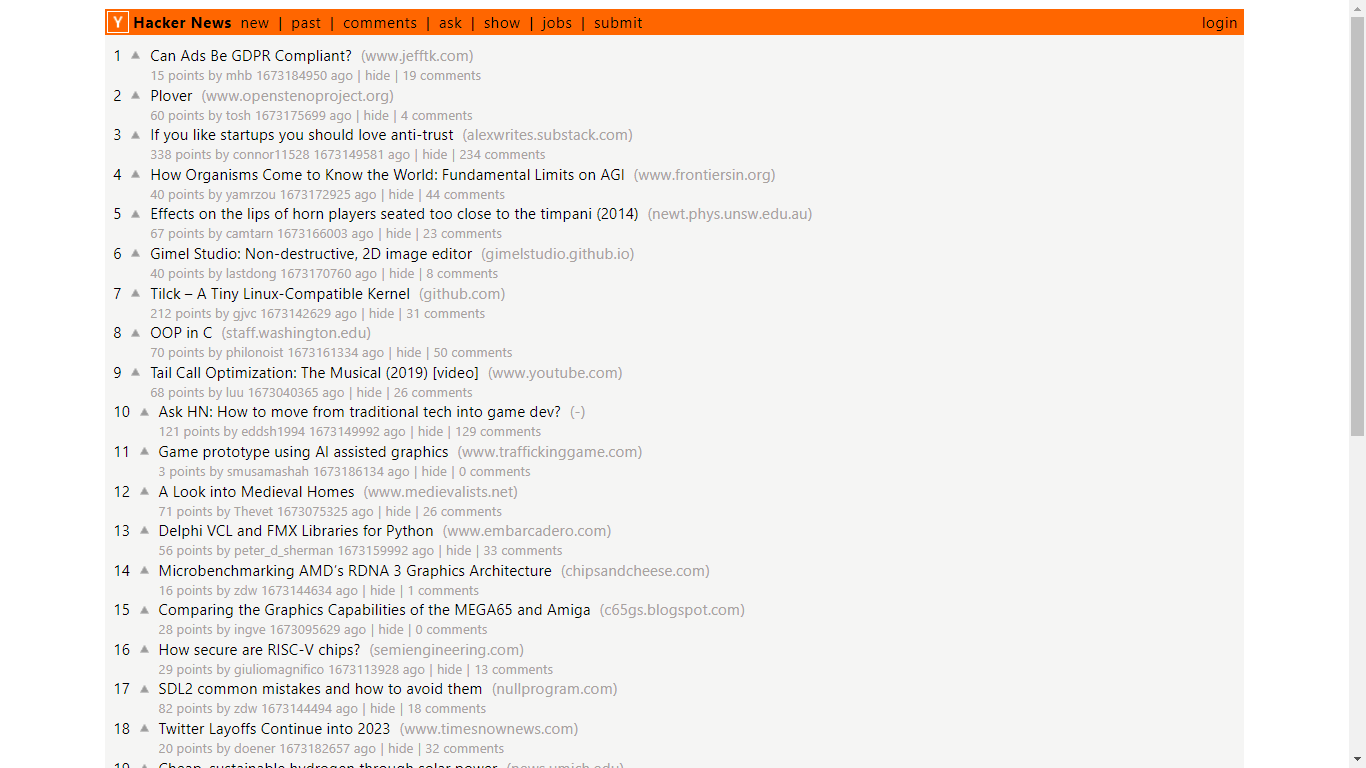 Y Hacker News new | past | comments | ask | show | jobs | submit login
1 ▲ Can Ads Be GDPR Compliant? (www.jefftk.com)
15 points by mhb 1673184950 ago | hide | 19 comments
2 ▲ Plover (www.openstenoproject.org)
60 points by tosh 1673175699 ago | hide | 4 comments
3 ▲ If you like startups you should love anti-trust (alexwrites.substack.com)
338 points by connor11528 1673149581 ago | hide | 234 comments
4 ▲ How Organisms Come to Know the World: Fundamental Limits on AGI (www.frontiersin.org)
40 points by yamrzou 1673172925 ago | hide | 44 comments
5 ▲ Effects on the lips of horn players seated too close to the timpani (2014) (newt.phys.unsw.edu.au)
67 points by camtarn 1673166003 ago | hide | 23 comments
6 ▲ Gimel Studio: Non-destructive, 2D image editor (gimelstudio.github.io)
40 points by lastdong 1673170760 ago | hide | 8 comments
7 ▲ Tilck – A Tiny Linux-Compatible Kernel (github.com)
212 points by gjvc 1673142629 ago | hide | 31 comments
8 ▲ OOP in C (staff.washington.edu)
70 points by philonoist 1673161334 ago | hide | 50 comments
9 ▲ Tail Call Optimization: The Musical (2019) [video] (www.youtube.com)
68 points by luu 1673040365 ago | hide | 26 comments
10 ▲ Ask HN: How to move from traditional tech into game dev? (-)
121 points by eddsh1994 1673149992 ago | hide | 129 comments
11 ▲ Game prototype using AI assisted graphics (www.traffickinggame.com)
3 points by smusamashah 1673186134 ago | hide | 0 comments
12 ▲ A Look into Medieval Homes (www.medievalists.net)
71 points by Thevet 1673075325 ago | hide | 26 comments
13 ▲ Delphi VCL and FMX Libraries for Python (www.embarcadero.com)
56 points by peter_d_sherman 1673159992 ago | hide | 33 comments
14 ▲ Microbenchmarking AMD's RDNA 3 Graphics Architecture (chipsandcheese.com)
16 points by zdw 1673144634 ago | hide | 1 comments
15 ▲ Comparing the Graphics Capabilities of the MEGA65 and Amiga (c65gs.blogspot.com)
28 points by ingve 1673095629 ago | hide | 0 comments
16 ▲ How secure are RISC-V chips? (semiengineering.com)
29 points by giuliomagnifico 1673113928 ago | hide | 13 comments
17 ▲ SDL2 common mistakes and how to avoid them (nullprogram.com)
82 points by zdw 1673144494 ago | hide | 18 comments
18 ▲ Twitter Layoffs Continue into 2023 (www.timesnownews.com)
20 points by doener 1673182657 ago | hide | 32 comments
19 ▲ Cheap, sustainable hydrogen through solar power (news.umich.edu)